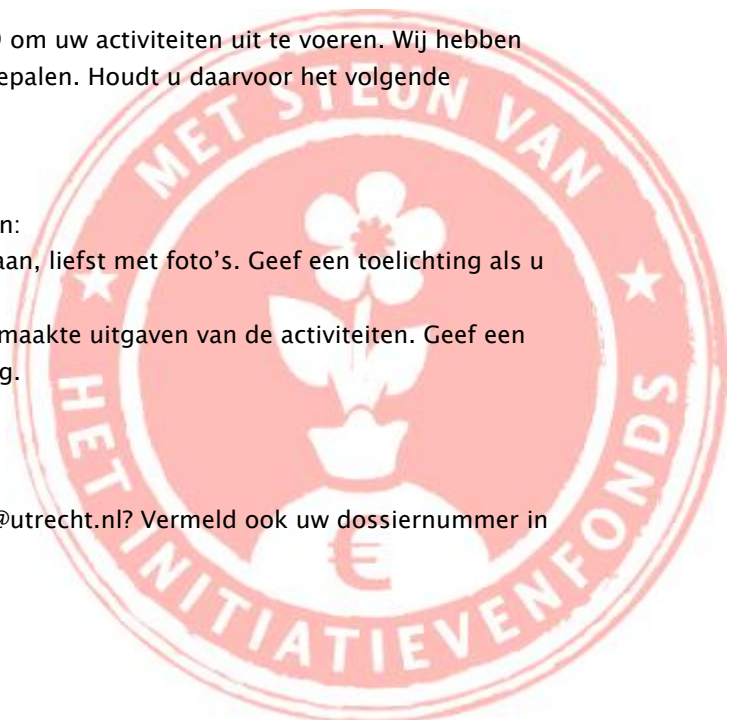 om uw activiteiten uit te voeren. Wij hebben
epalen. Houdt u daarvoor het volgende
n:
aan, liefst met foto's. Geef een toelichting als u
maakte uitgaven van de activiteiten. Geef een
g.
@utrecht.nl? Vermeld ook uw dossiernummer in
MET STEUN VAN
HET INITIATIEVENFONDS
€